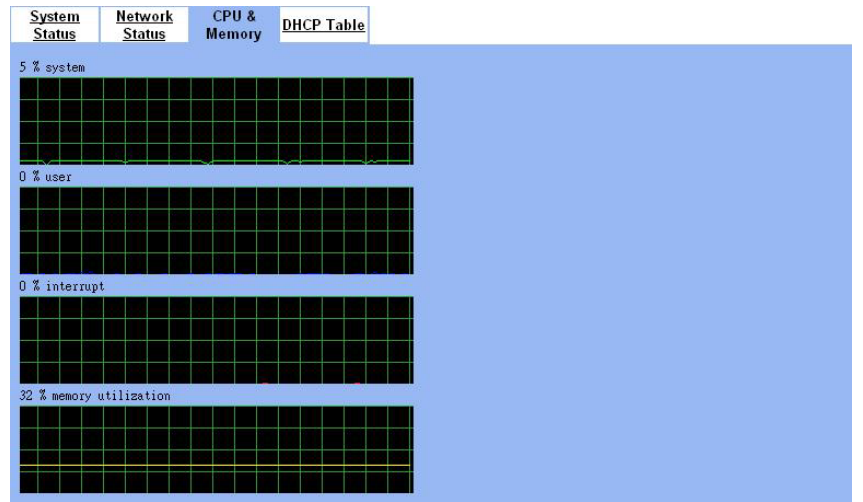 System
Status
Network
Status
CPU &
Memory
DHCP Table
5 % system
0 % user
0 % interrupt
32 % memory utilization